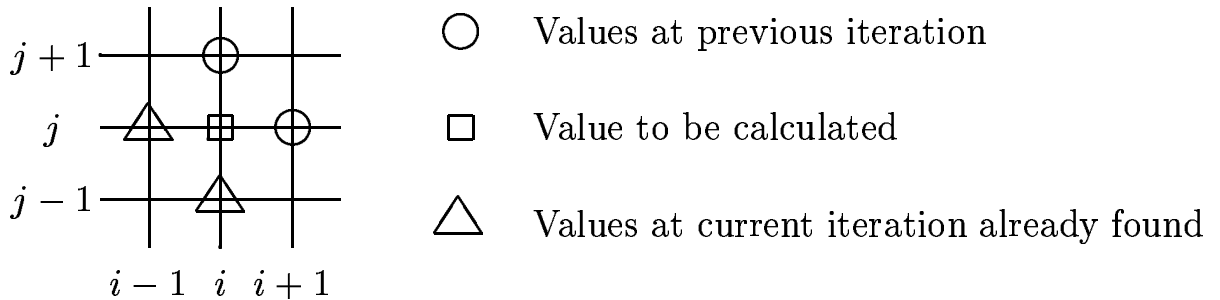 j + 1
j
j − 1
i − 1 i i + 1
Values at previous iteration
Value to be calculated
Values at current iteration already found